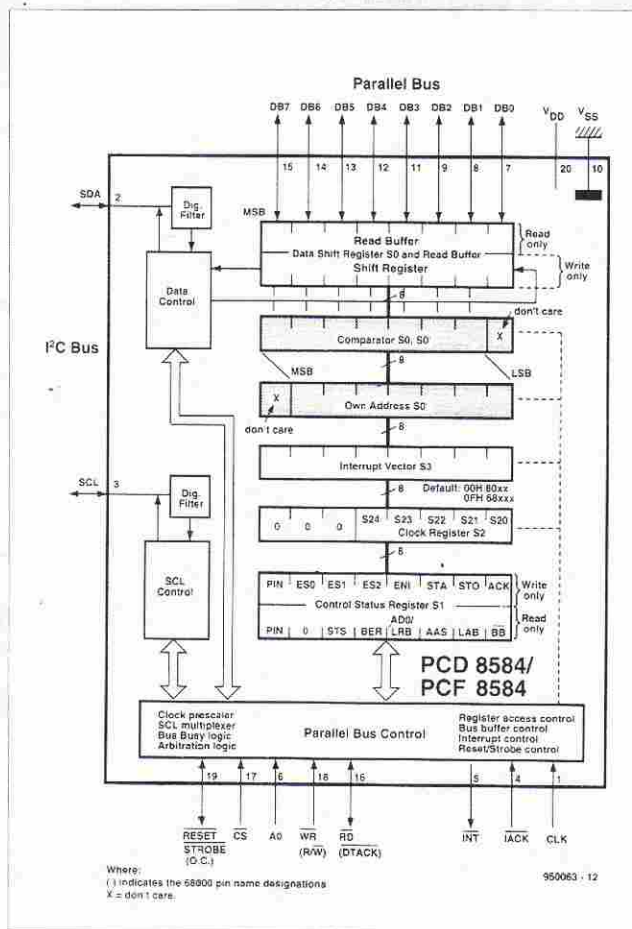 Parallel Bus
DB7 DB6 DB5 DB4 DB3 DB2 DB1 DB0 VDD VSS
15 14 13 12 11 9 8 7 20 10
SDA 2
Dig. Filter
MSB
Read Buffer
Data Shift Register S0 and Read Buffer
Shift Register
Read only
Write only
Data Control
8
don't care
Comparator S0, S0' X
I²C Bus
8
MSB LSB
X Own Address S0'
don't care
8
Interrupt Vector S3
SCL 3
Dig. Filter
8
Default: 00H 80xx
0FH 68xxx
0 0 0 S24 S23 S22 S21 S20
Clock Register S2
8
SCL Control
PIN ES0 ES1 ES2 ENI STA STO ACK
Write only
Control Status Register S1
Read only
AD0/
PIN 0 STS BER LRB AAS LAB BB
PCD 8584/
PCF 8584
Clock prescaler
SCL multiplexer
Bus Busy logic
Arbitration logic
Parallel Bus Control
Register access control
Bus buffer control
Interrupt control
Reset/Strobe control
19 17 6 18 16 5 4 1
RESET CS A0 WR RD INT IACK CLK
STROBE (R/W) (DTACK)
(O.C.)
Where:
( ) indicates the 68000 pin name designations
X = don't care.
950063 - 12